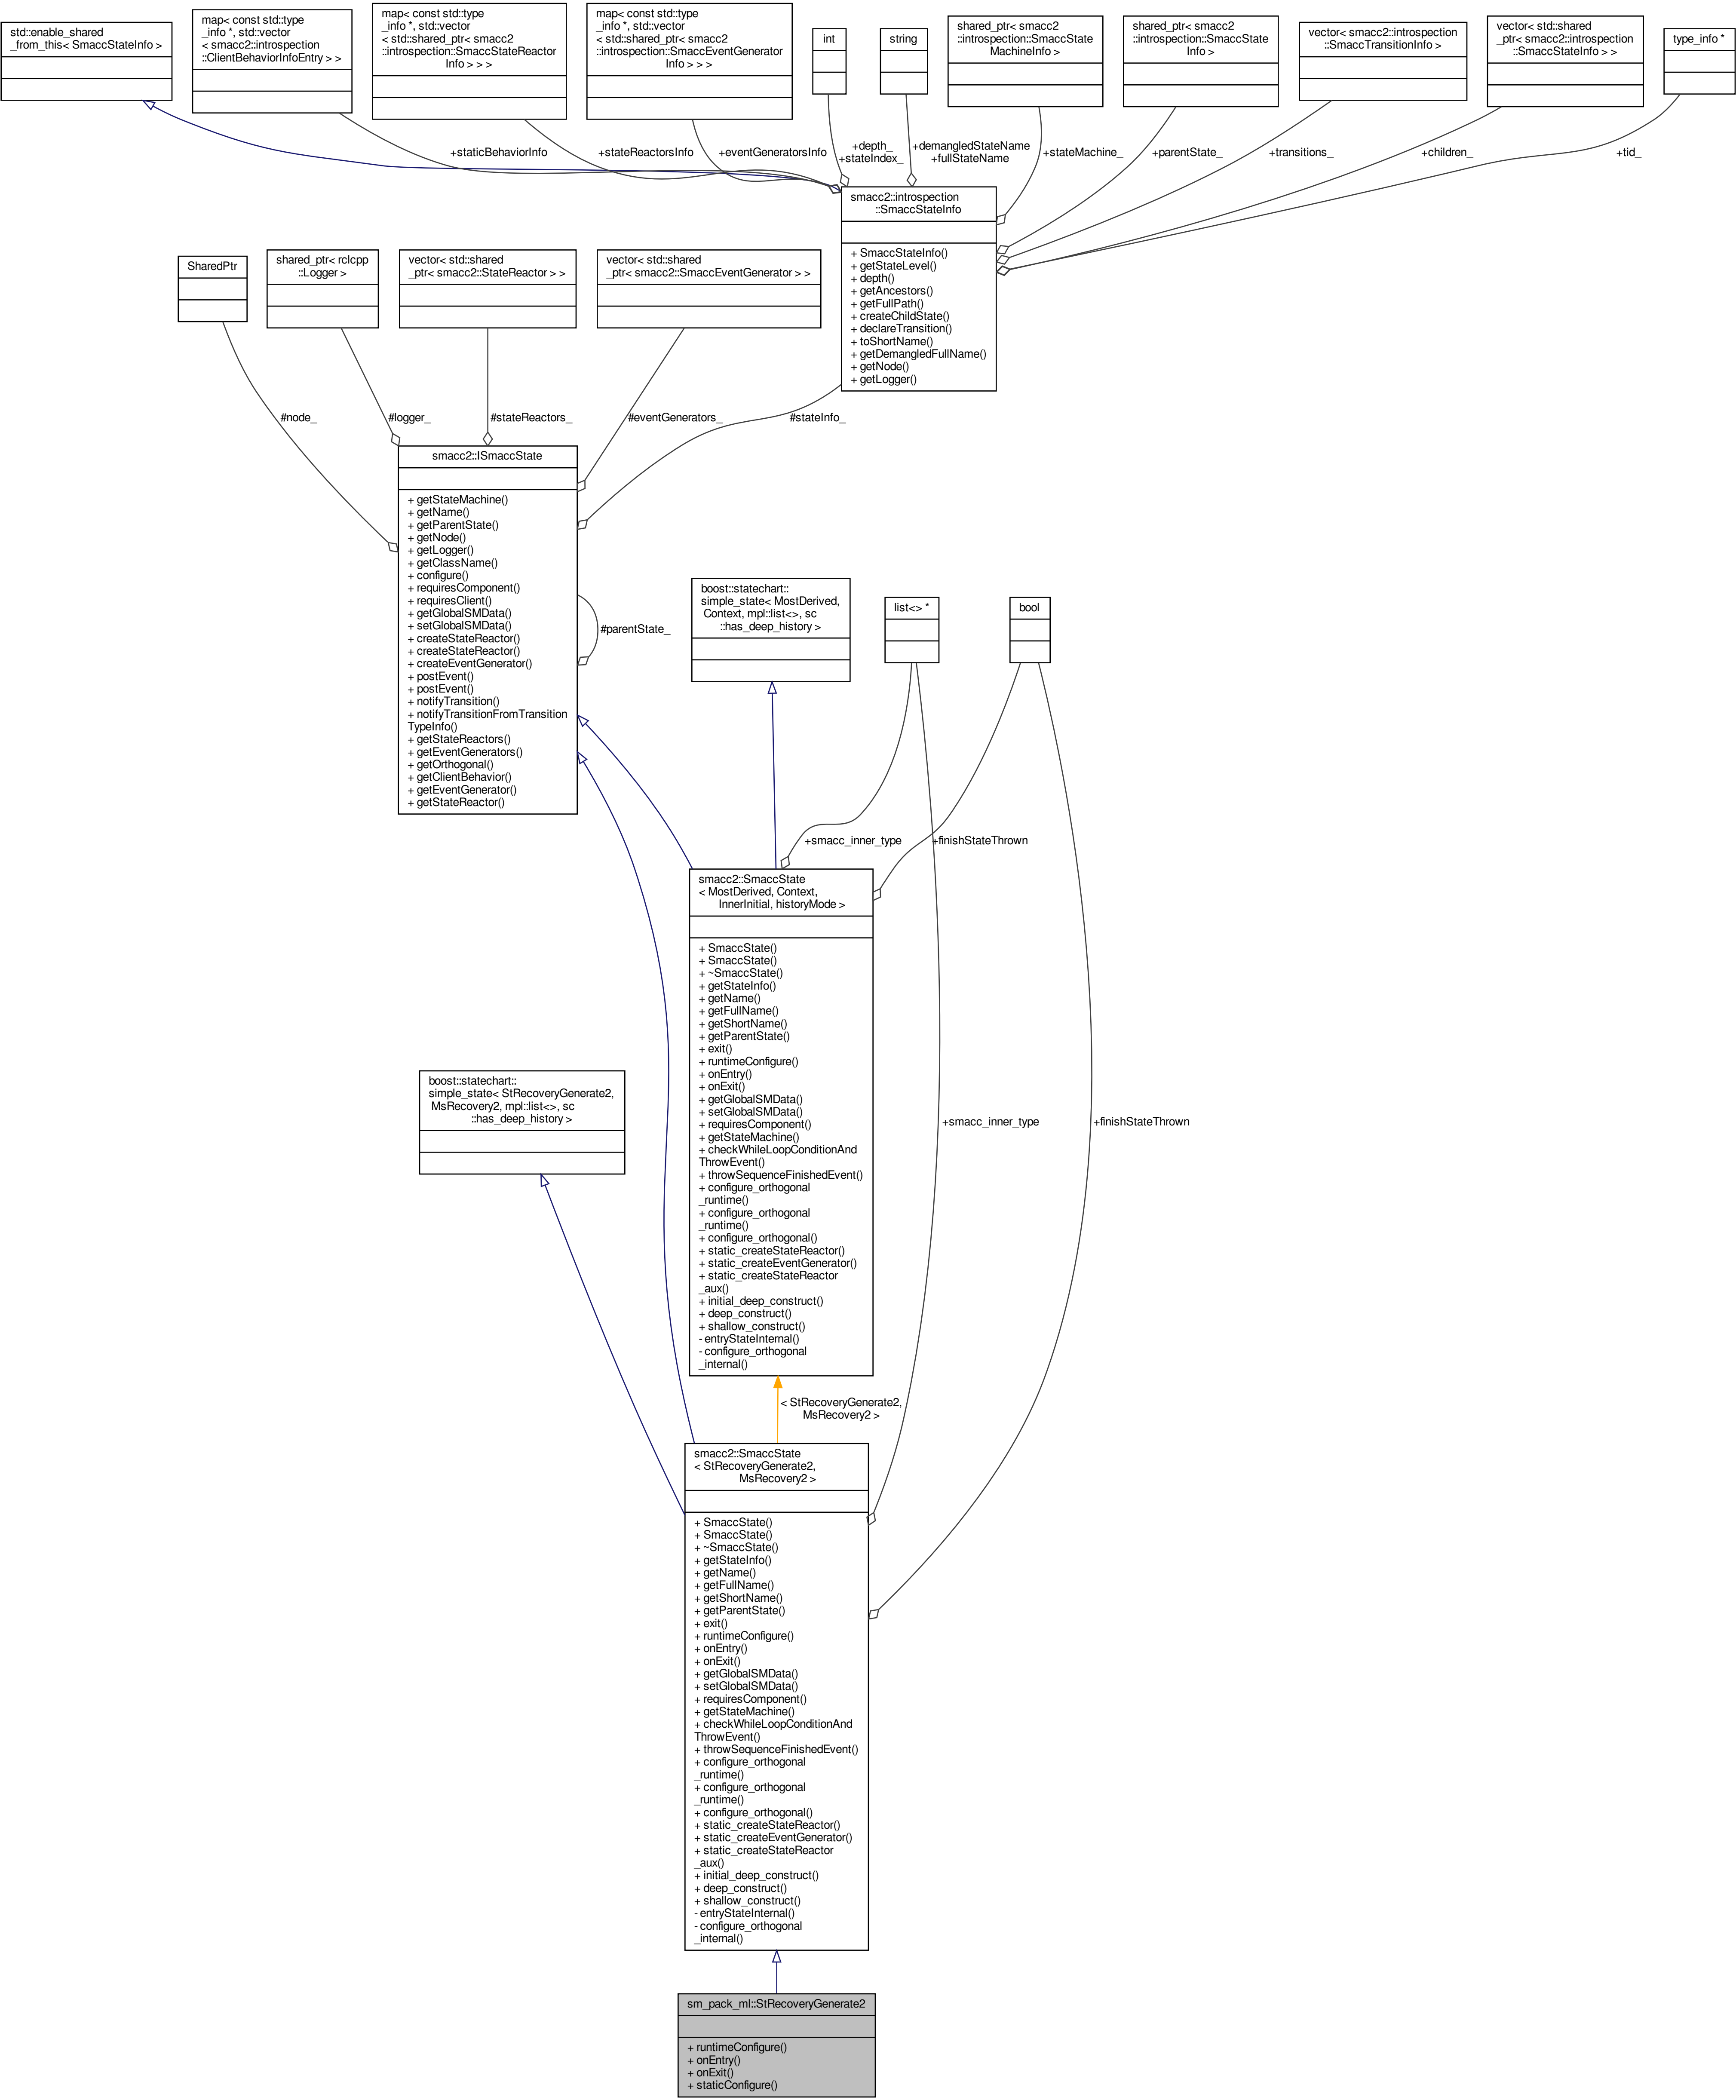 std::enable_shared
_from_this< SmaccStateInfo >
map< const std::type
_info *, std::vector
< smacc2::introspection
::ClientBehaviorInfoEntry > >
map< const std::type
_info *, std::vector
< std::shared_ptr< smacc2
::introspection::SmaccStateReactor
Info > > >
map< const std::type
_info *, std::vector
< std::shared_ptr< smacc2
::introspection::SmaccEventGenerator
Info > > >
int
string
shared_ptr< smacc2
::introspection::SmaccState
MachineInfo >
shared_ptr< smacc2
::introspection::SmaccState
Info >
vector< smacc2::introspection
::SmaccTransitionInfo >
vector< std::shared
_ptr< smacc2::introspection
::SmaccStateInfo > >
type_info *
+staticBehaviorInfo
+stateReactorsInfo
+eventGeneratorsInfo
+depth_
+stateIndex_
+demangledStateName
+fullStateName
+stateMachine_
+parentState_
+transitions_
+children_
+tid_
smacc2::introspection
::SmaccStateInfo
+ SmaccStateInfo()
+ getStateLevel()
+ depth()
+ getAncestors()
+ getFullPath()
+ createChildState()
+ declareTransition()
+ toShortName()
+ getDemangledFullName()
+ getNode()
+ getLogger()
SharedPtr
shared_ptr< rclcpp
::Logger >
vector< std::shared
_ptr< smacc2::StateReactor > >
vector< std::shared
_ptr< smacc2::SmaccEventGenerator > >
#node_
#logger_
#stateReactors_
#eventGenerators_
#stateInfo_
smacc2::ISmaccState
+ getStateMachine()
+ getName()
+ getParentState()
+ getNode()
+ getLogger()
+ getClassName()
+ configure()
+ requiresComponent()
+ requiresClient()
+ getGlobalSMData()
+ setGlobalSMData()
+ createStateReactor()
+ createStateReactor()
+ createEventGenerator()
+ postEvent()
+ postEvent()
+ notifyTransition()
+ notifyTransitionFromTransition
TypeInfo()
+ getStateReactors()
+ getEventGenerators()
+ getOrthogonal()
+ getClientBehavior()
+ getEventGenerator()
+ getStateReactor()
#parentState_
boost::statechart::
simple_state< MostDerived,
Context, mpl::list<>, sc
::has_deep_history >
list<> *
bool
+smacc_inner_type
+finishStateThrown
smacc2::SmaccState
< MostDerived, Context,
InnerInitial, historyMode >
+ SmaccState()
+ SmaccState()
+ ~SmaccState()
+ getStateInfo()
+ getName()
+ getFullName()
+ getShortName()
+ getParentState()
+ exit()
+ runtimeConfigure()
+ onEntry()
+ onExit()
+ getGlobalSMData()
+ setGlobalSMData()
+ requiresComponent()
+ getStateMachine()
+ checkWhileLoopConditionAnd
ThrowEvent()
+ throwSequenceFinishedEvent()
+ configure_orthogonal
_runtime()
+ configure_orthogonal
_runtime()
+ configure_orthogonal()
+ static_createStateReactor()
+ static_createEventGenerator()
+ static_createStateReactor
_aux()
+ initial_deep_construct()
+ deep_construct()
+ shallow_construct()
- entryStateInternal()
- configure_orthogonal
_internal()
boost::statechart::
simple_state< StRecoveryGenerate2,
MsRecovery2, mpl::list<>, sc
::has_deep_history >
+smacc_inner_type
+finishStateThrown
< StRecoveryGenerate2,
MsRecovery2 >
smacc2::SmaccState
< StRecoveryGenerate2,
MsRecovery2 >
+ SmaccState()
+ SmaccState()
+ ~SmaccState()
+ getStateInfo()
+ getName()
+ getFullName()
+ getShortName()
+ getParentState()
+ exit()
+ runtimeConfigure()
+ onEntry()
+ onExit()
+ getGlobalSMData()
+ setGlobalSMData()
+ requiresComponent()
+ getStateMachine()
+ checkWhileLoopConditionAnd
ThrowEvent()
+ throwSequenceFinishedEvent()
+ configure_orthogonal
_runtime()
+ configure_orthogonal
_runtime()
+ configure_orthogonal()
+ static_createStateReactor()
+ static_createEventGenerator()
+ static_createStateReactor
_aux()
+ initial_deep_construct()
+ deep_construct()
+ shallow_construct()
- entryStateInternal()
- configure_orthogonal
_internal()
sm_pack_ml::StRecoveryGenerate2
+ runtimeConfigure()
+ onEntry()
+ onExit()
+ staticConfigure()